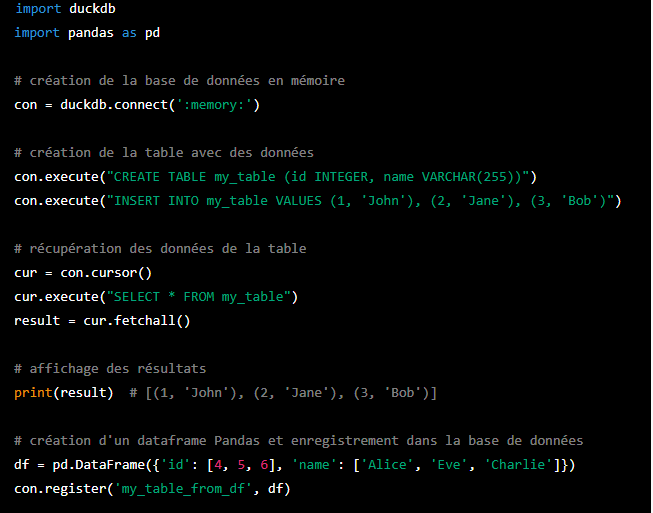 import duckdb
import pandas as pd
# création de la base de données en mémoire
con = duckdb.connect(':memory:')
# création de la table avec des données
con.execute("CREATE TABLE my_table (id INTEGER, name VARCHAR(255))")
con.execute("INSERT INTO my_table VALUES (1, 'John'), (2, 'Jane'), (3, 'Bob')")
# récupération des données de la table
cur = con.cursor()
cur.execute("SELECT * FROM my_table")
result = cur.fetchall()
# affichage des résultats
print(result)  # [(1, 'John'), (2, 'Jane'), (3, 'Bob')]
# création d'un dataframe Pandas et enregistrement dans la base de données
df = pd.DataFrame({'id': [4, 5, 6], 'name': ['Alice', 'Eve', 'Charlie']})
con.register('my_table_from_df', df)